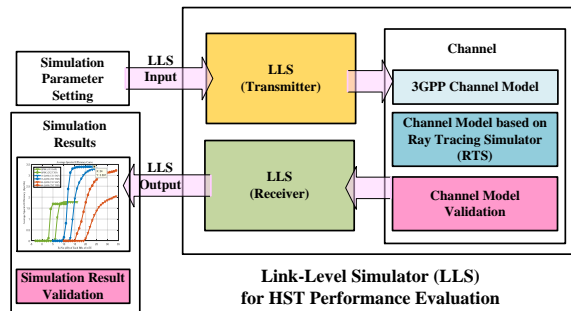 Simulation
Parameter
Setting
LLS
Input
LLS
(Transmitter)
Channel
3GPP Channel Model
Channel Model based on
Ray Tracing Simulator
(RTS)
Channel Model
Validation
LLS
(Receiver)
LLS
Output
Simulation
Results
Simulation Result
Validation
Link-Level Simulator (LLS)
for HST Performance Evaluation